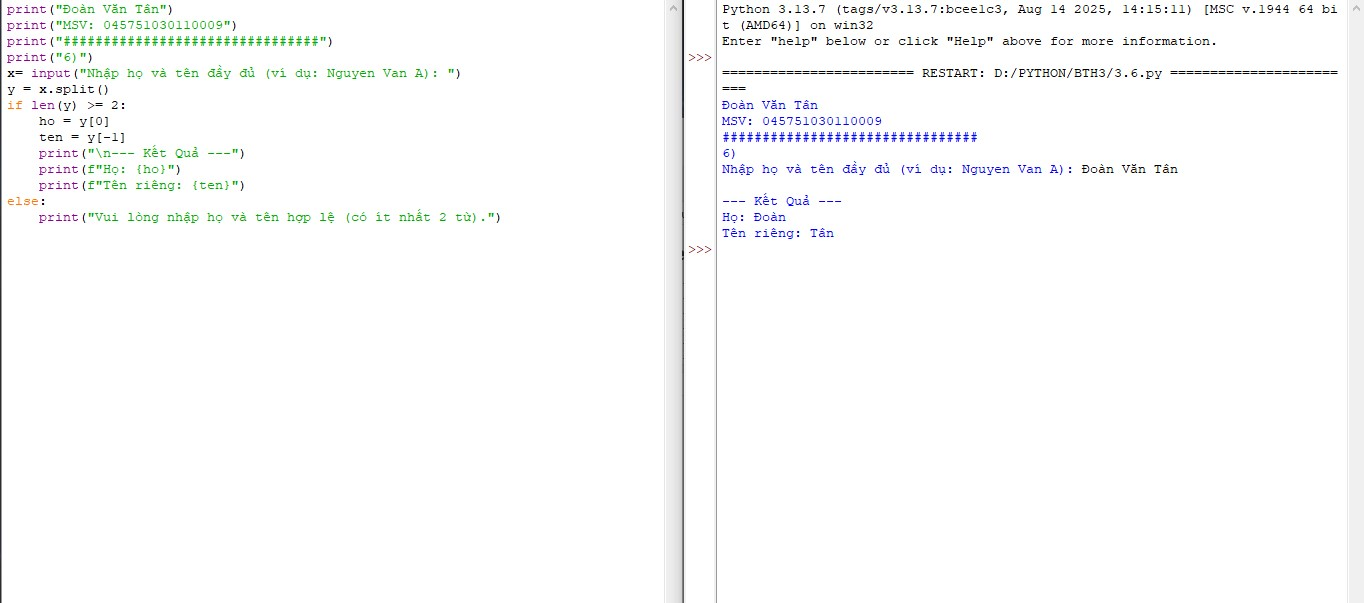 print("Đoàn Văn Tân")
print("MSV: 045751030110009")
print("################################")
print("6)")
x= input("Nhập họ và tên đầy đủ (ví dụ: Nguyen Van A): ")
y = x.split()
if len(y) >= 2:
    ho = y[0]
    ten = y[-1]
    print("\n--- Kết Quả ---")
    print(f"Họ: {ho}")
    print(f"Tên riêng: {ten}")
else:
    print("Vui lòng nhập họ và tên hợp lệ (có ít nhất 2 từ).")
Python 3.13.7 (tags/v3.13.7:bcee1c3, Aug 14 2025, 14:15:11) [MSC v.1944 64 bi
t (AMD64)] on win32
Enter "help" below or click "Help" above for more information.
>>>
======================== RESTART: D:/PYTHON/BTH3/3.6.py =====================
===
Đoàn Văn Tân
MSV: 045751030110009
################################
6)
Nhập họ và tên đầy đủ (ví dụ: Nguyen Van A): Đoàn Văn Tân

--- Kết Quả ---
Họ: Đoàn
Tên riêng: Tân
>>>